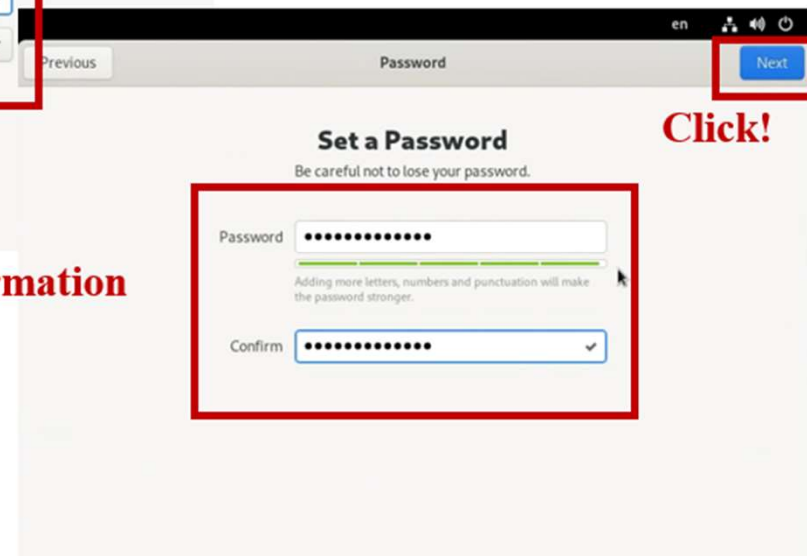 en
Previous
Password
Next
Click!
Set a Password
Be careful not to lose your password.
Password ●●●●●●●●●●●●●
Adding more letters, numbers and punctuation will make
the password stronger.
rmation
Confirm ●●●●●●●●●●●●●